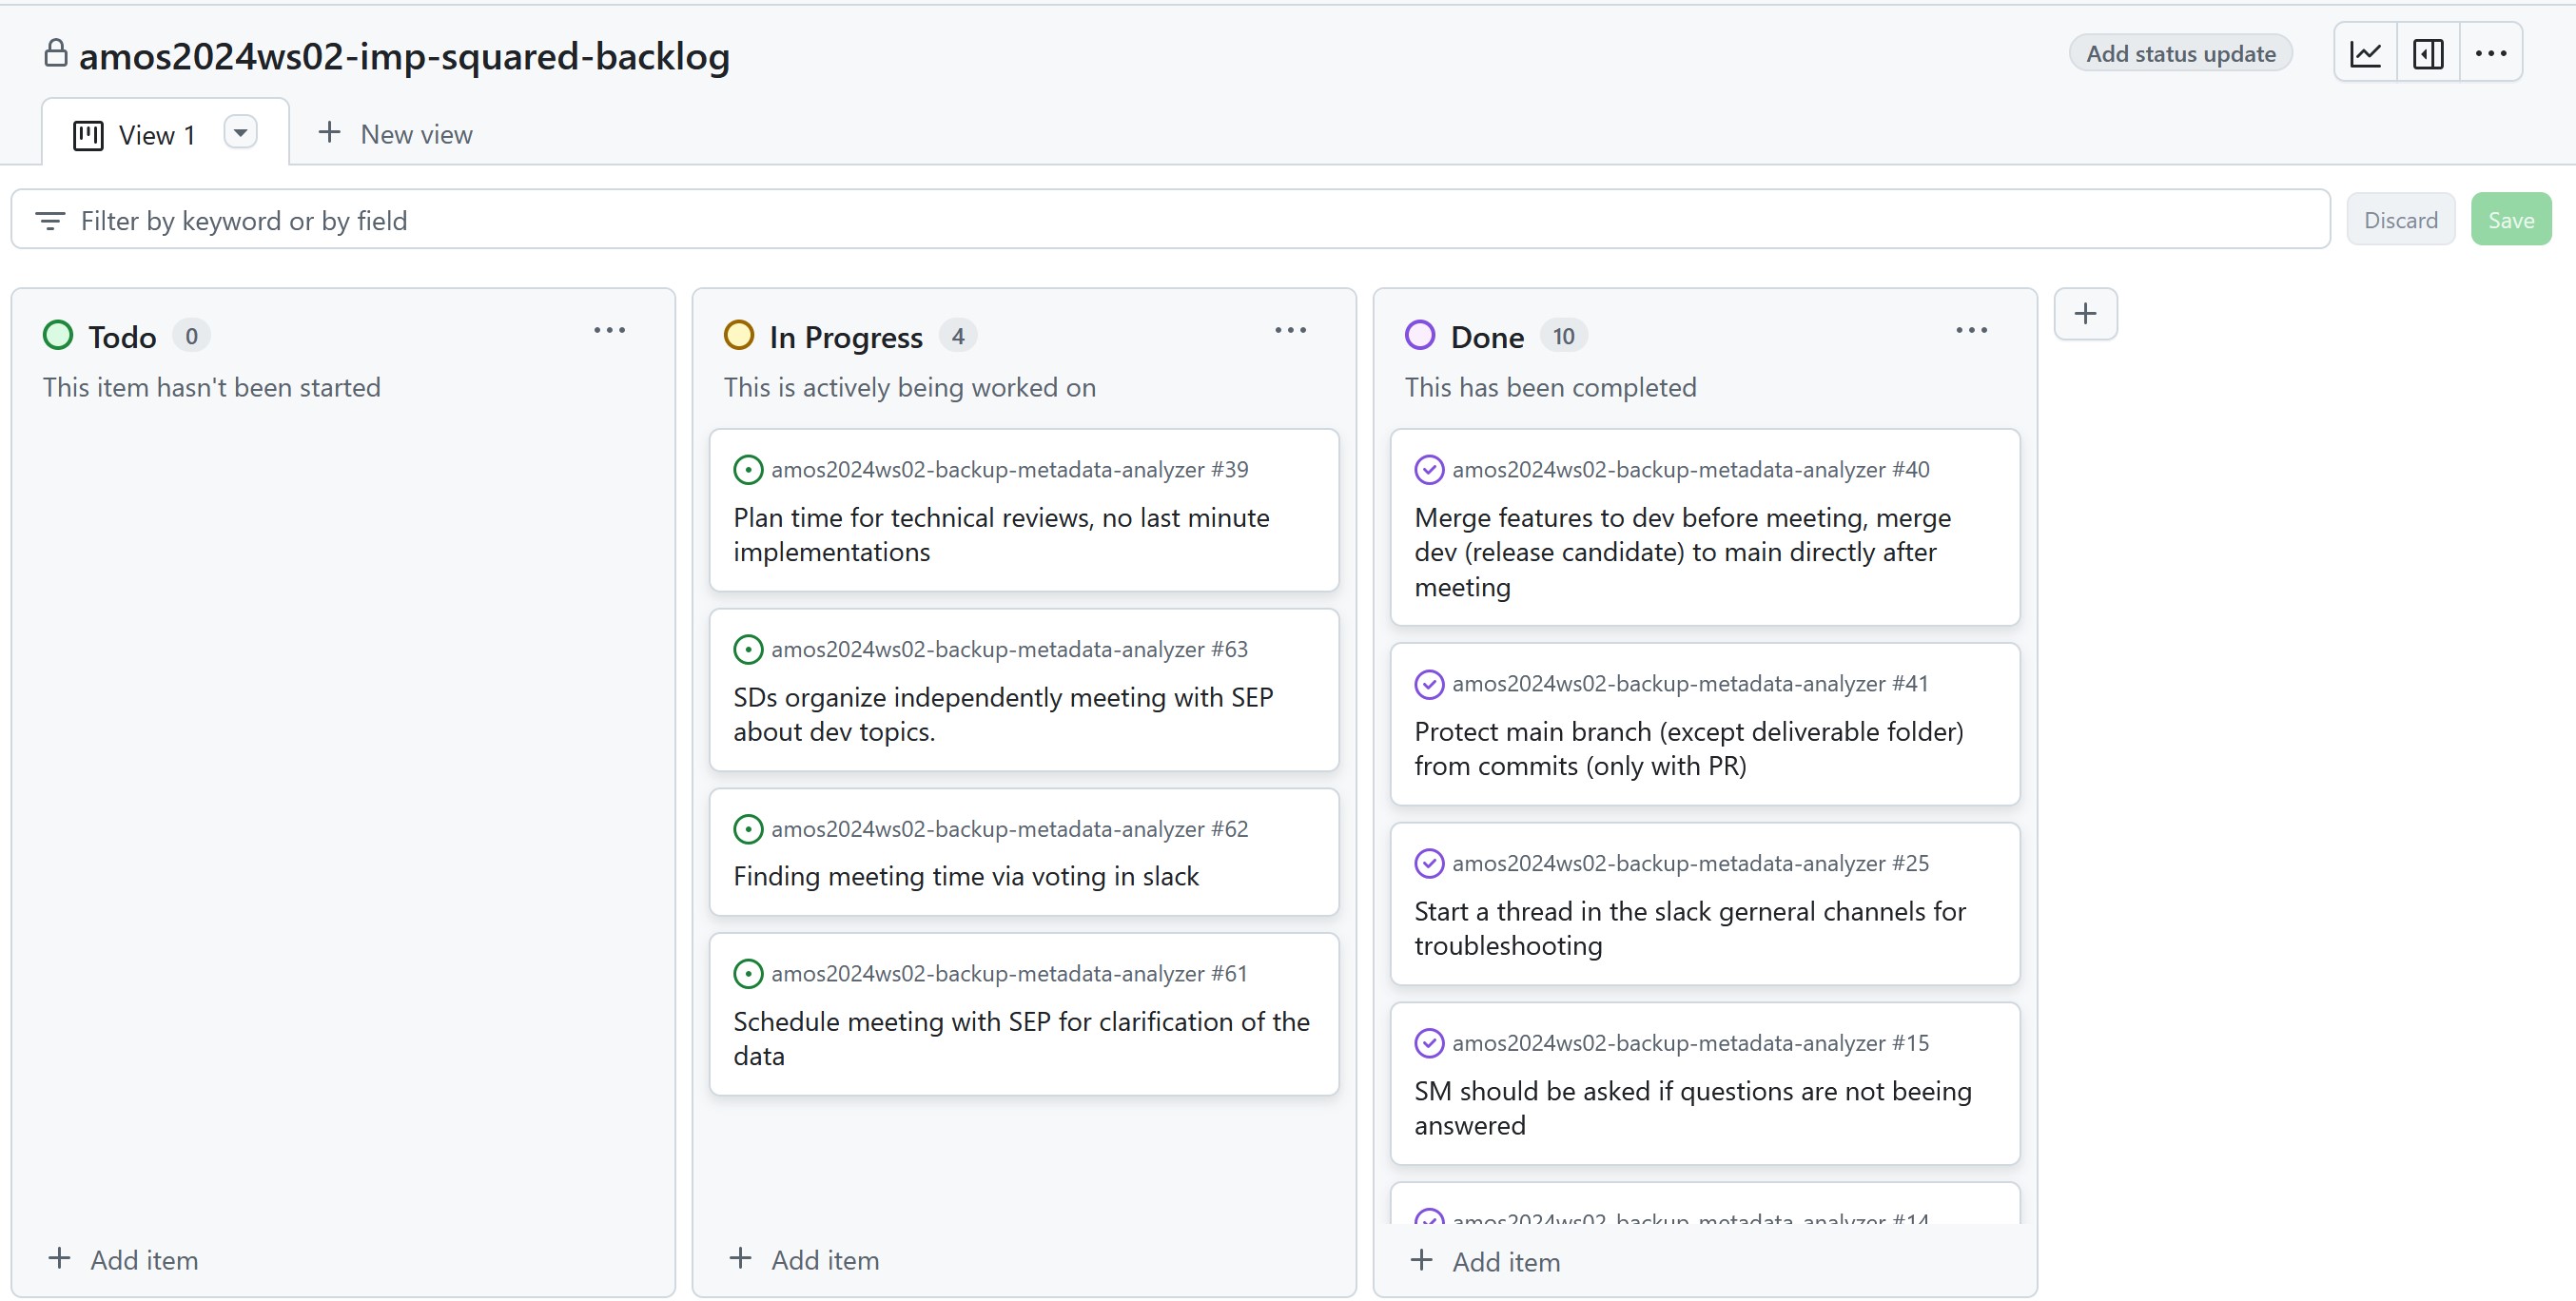 amos2024ws02-imp-squared-backlog
Add status update
View 1
New view
Filter by keyword or by field
Discard
Save
Todo 0
This item hasn't been started
Add item
In Progress 4
This is actively being worked on
amos2024ws02-backup-metadata-analyzer #39
Plan time for technical reviews, no last minute
implementations
amos2024ws02-backup-metadata-analyzer #63
SDs organize independently meeting with SEP
about dev topics.
amos2024ws02-backup-metadata-analyzer #62
Finding meeting time via voting in slack
amos2024ws02-backup-metadata-analyzer #61
Schedule meeting with SEP for clarification of the
data
Add item
Done 10
This has been completed
amos2024ws02-backup-metadata-analyzer #40
Merge features to dev before meeting, merge
dev (release candidate) to main directly after
meeting
amos2024ws02-backup-metadata-analyzer #41
Protect main branch (except deliverable folder)
from commits (only with PR)
amos2024ws02-backup-metadata-analyzer #25
Start a thread in the slack gerneral channels for
troubleshooting
amos2024ws02-backup-metadata-analyzer #15
SM should be asked if questions are not beeing
answered
amos2024ws02-backup-metadata-analyzer #14
Add item